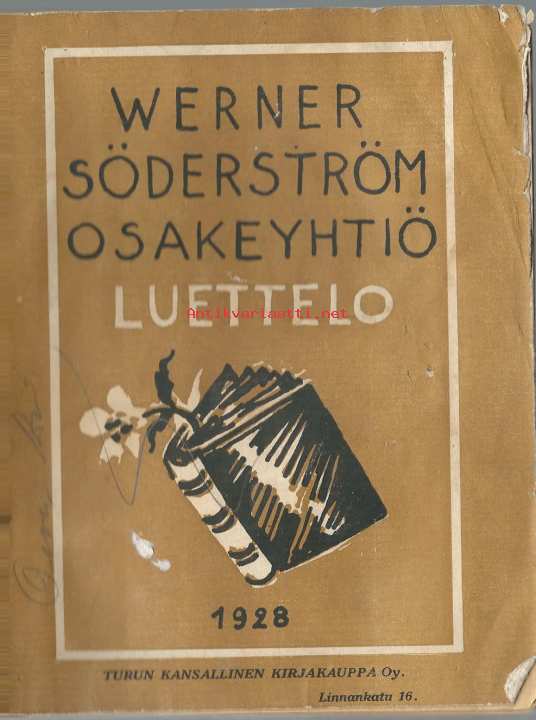 WERNER
SÖDERSTRÖM
OSAKEYHTIÖ
LUETTELO
Antikvariaatti.net
1928
TURUN KANSALLINEN KIRJAKAUPPA Oy.
Linnankatu 16.